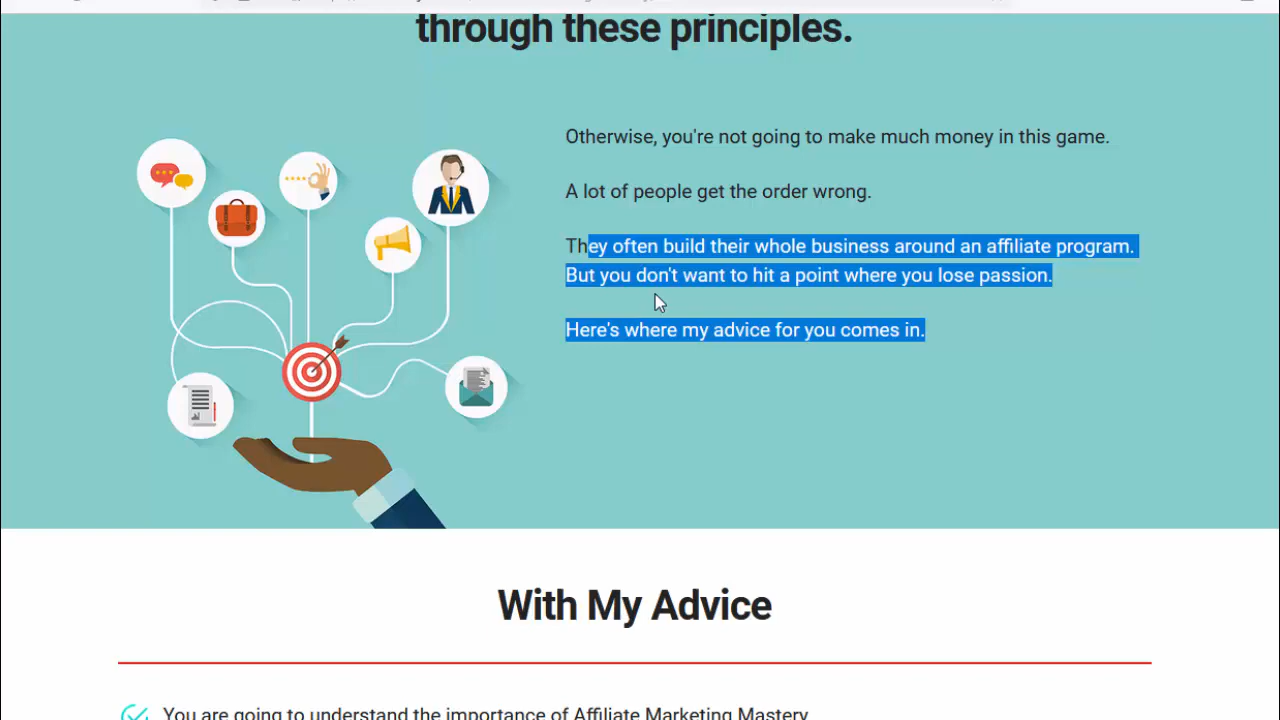 through these principles.
Otherwise, you're not going to make much money in this game.
A lot of people get the order wrong.
They often build their whole business around an affiliate program.
But you don't want to hit a point where you lose passion.
Here's where my advice for you comes in.
With My Advice
You are going to understand the importance of Affiliate Marketing Mastery